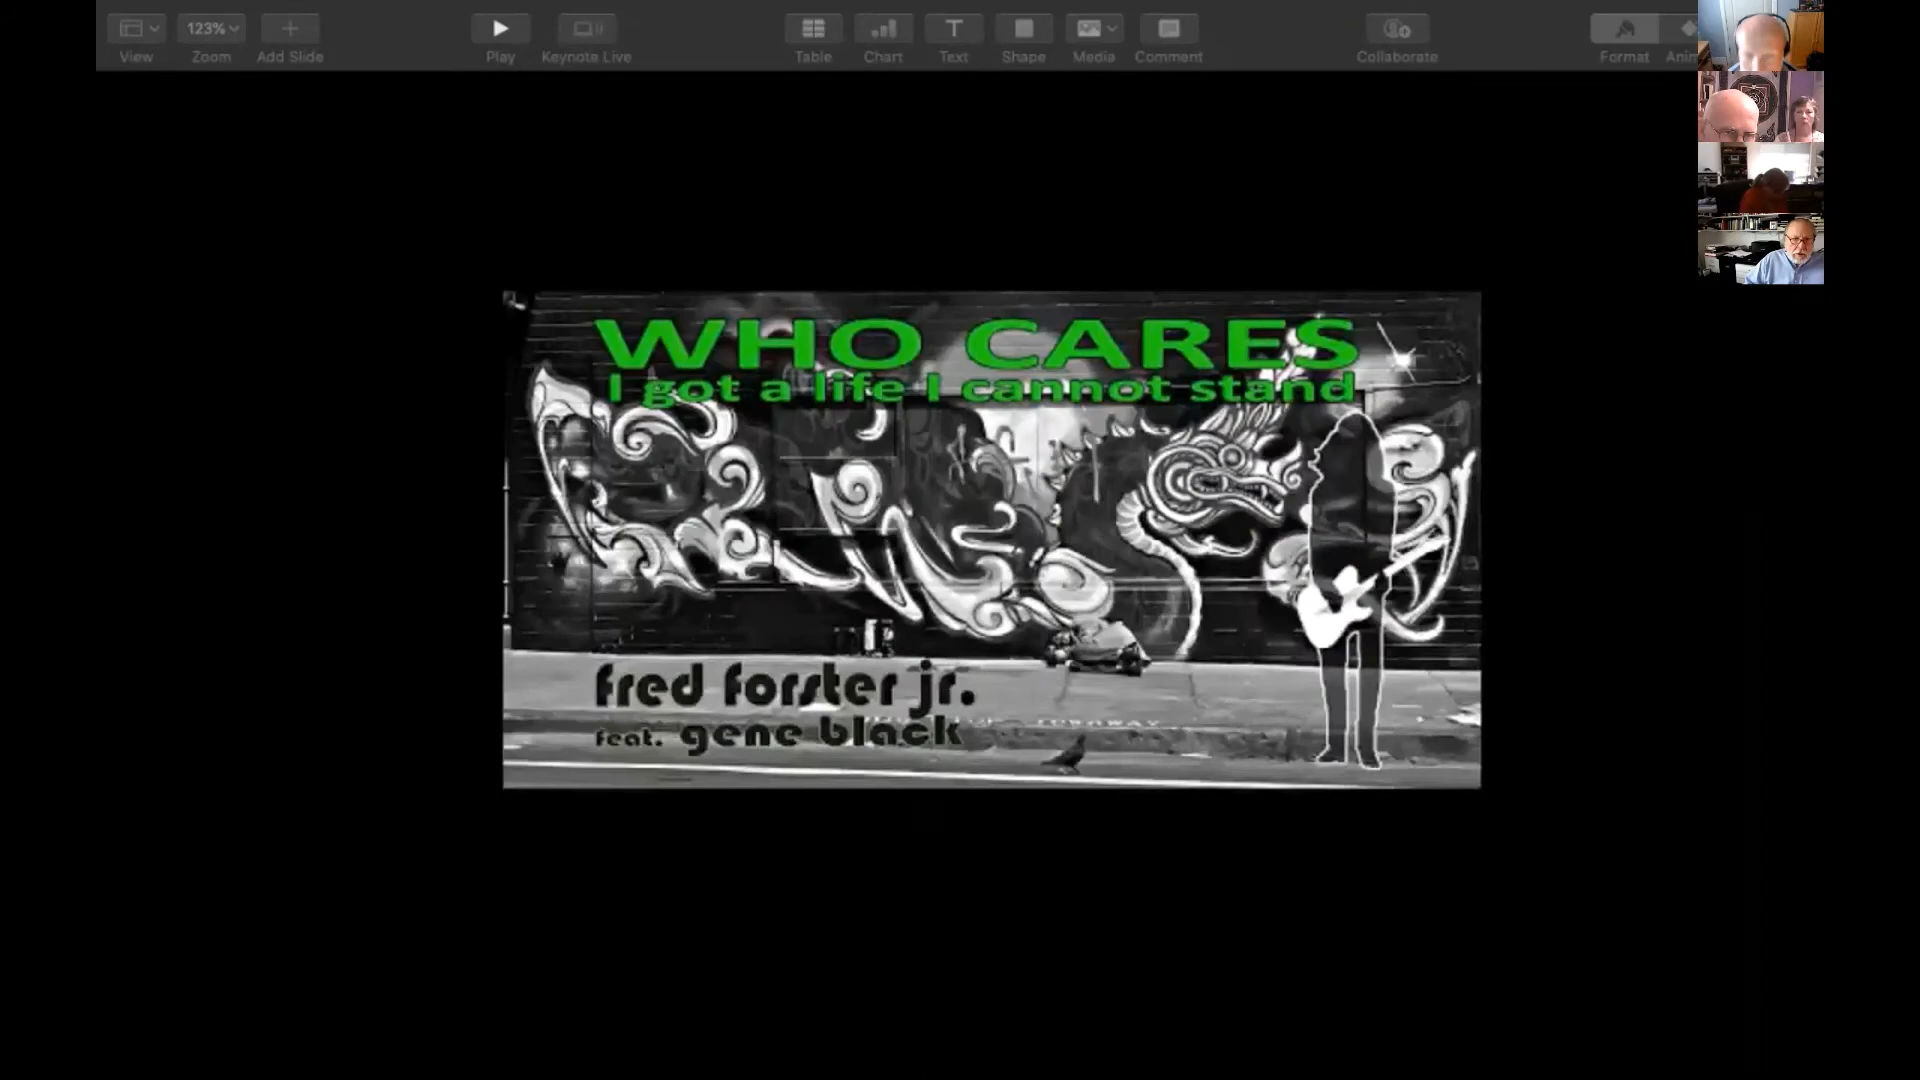 123%
View
Zoom
Add Slide
Play
Keynote Live
Table
Chart
Text
Shape
Media
Comment
Collaborate
Format
WHO CARES
I got a life I cannot stand
fred forster jr.
feat. gene black